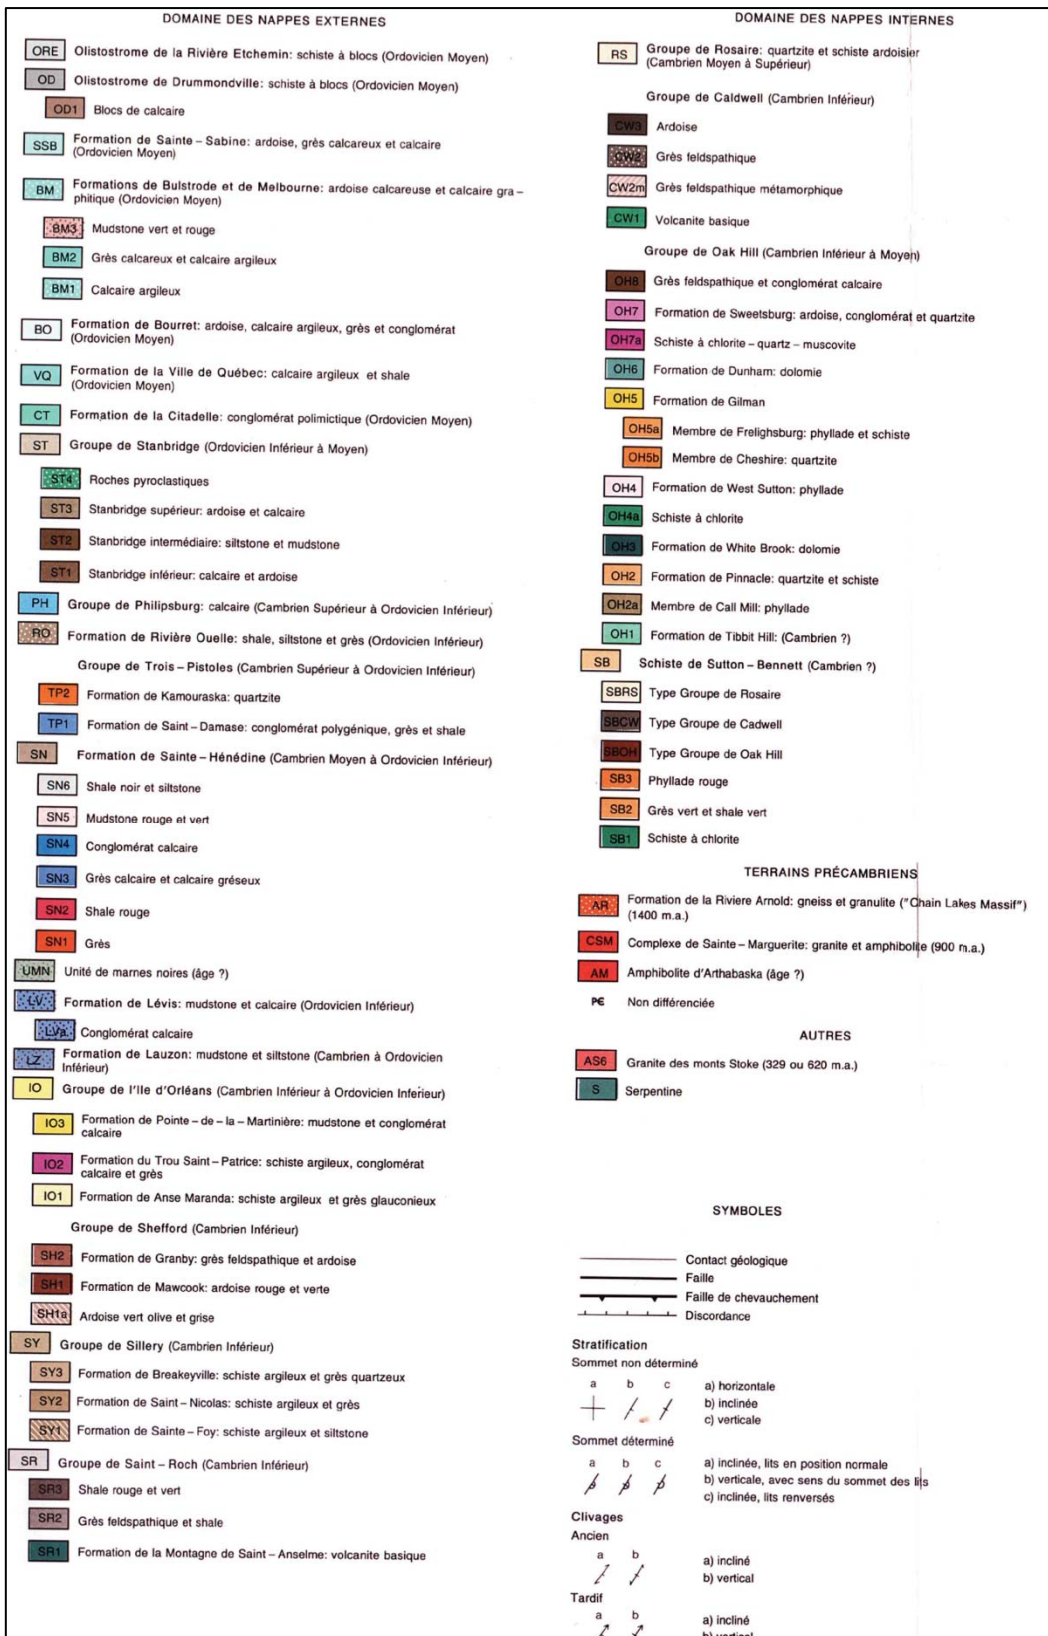 DOMAINE DES NAPPES EXTERNES
ORE Olistostrome de la Rivière Etchemin: schiste à blocs (Ordovicien Moyen)
OD Olistostrome de Drummondville: schiste à blocs (Ordovicien Moyen)
OD1 Blocs de calcaire
SSB Formation de Sainte–Sabine: ardoise, grès calcareux et calcaire
(Ordovicien Moyen)
BM Formations de Bulstrode et de Melbourne: ardoise calcareuse et calcaire gra–
phitique (Ordovicien Moyen)
BM3 Mudstone vert et rouge
BM2 Grès calcareux et calcaire argileux
BM1 Calcaire argileux
BO Formation de Bourret: ardoise, calcaire argileux, grès et conglomérat
(Ordovicien Moyen)
VQ Formation de la Ville de Québec: calcaire argileux et shale
(Ordovicien Moyen)
CT Formation de la Citadelle: conglomérat polimictique (Ordovicien Moyen)
ST Groupe de Stanbridge (Ordovicien Inférieur à Moyen)
ST4 Roches pyroclastiques
ST3 Stanbridge supérieur: ardoise et calcaire
ST2 Stanbridge intermédiaire: siltstone et mudstone
ST1 Stanbridge inférieur: calcaire et ardoise
PH Groupe de Philipsburg: calcaire (Cambrien Supérieur à Ordovicien Inférieur)
RO Formation de Rivière Ouelle: shale, siltstone et grès (Ordovicien Inférieur)
Groupe de Trois–Pistoles (Cambrien Supérieur à Ordovicien Inférieur)
TP2 Formation de Kamouraska: quartzite
TP1 Formation de Saint–Damase: conglomérat polygénique, grès et shale
SN Formation de Sainte–Hénédine (Cambrien Moyen à Ordovicien Inférieur)
SN6 Shale noir et siltstone
SN5 Mudstone rouge et vert
SN4 Conglomérat calcaire
SN3 Grès calcaire et calcaire gréseux
SN2 Shale rouge
SN1 Grès
UMN Unité de marnes noires (âge ?)
LV Formation de Lévis: mudstone et calcaire (Ordovicien Inférieur)
LVa Conglomérat calcaire
LZ Formation de Lauzon: mudstone et siltstone (Cambrien à Ordovicien
Inférieur)
IO Groupe de l'Ile d'Orléans (Cambrien Inférieur à Ordovicien Inferieur)
IO3 Formation de Pointe–de–la–Martinière: mudstone et conglomérat
calcaire
IO2 Formation du Trou Saint–Patrice: schiste argileux, conglomérat
calcaire et grès
IO1 Formation de Anse Maranda: schiste argileux et grès glauconieux
Groupe de Shefford (Cambrien Inférieur)
SH2 Formation de Granby: grès feldspathique et ardoise
SH1 Formation de Mawcook: ardoise rouge et verte
SH1a Ardoise vert olive et grise
SY Groupe de Sillery (Cambrien Inférieur)
SY3 Formation de Breakeyville: schiste argileux et grès quartzeux
SY2 Formation de Saint–Nicolas: schiste argileux et grès
SY1 Formation de Sainte–Foy: schiste argileux et siltstone
SR Groupe de Saint–Roch (Cambrien Inférieur)
SR3 Shale rouge et vert
SR2 Grès feldspathique et shale
SR1 Formation de la Montagne de Saint–Anselme: volcanite basique
DOMAINE DES NAPPES INTERNES
RS Groupe de Rosaire: quartzite et schiste ardoisier
(Cambrien Moyen à Supérieur)
Groupe de Caldwell (Cambrien Inférieur)
CW3 Ardoise
CW2 Grès feldspathique
CW2m Grès feldspathique métamorphique
CW1 Volcanite basique
Groupe de Oak Hill (Cambrien Inférieur à Moyen)
OH8 Grès feldspathique et conglomérat calcaire
OH7 Formation de Sweetsburg: ardoise, conglomérat et quartzite
OH7a Schiste à chlorite–quartz–muscovite
OH6 Formation de Dunham: dolomie
OH5 Formation de Gilman
OH5a Membre de Frelighsburg: phyllade et schiste
OH5b Membre de Cheshire: quartzite
OH4 Formation de West Sutton: phyllade
OH4a Schiste à chlorite
OH3 Formation de White Brook: dolomie
OH2 Formation de Pinnacle: quartzite et schiste
OH2a Membre de Call Mill: phyllade
OH1 Formation de Tibbit Hill: (Cambrien ?)
SB Schiste de Sutton–Bennett (Cambrien ?)
SBRS Type Groupe de Rosaire
SBCW Type Groupe de Cadwell
SBOH Type Groupe de Oak Hill
SB3 Phyllade rouge
SB2 Grès vert et shale vert
SB1 Schiste à chlorite
TERRAINS PRÉCAMBRIENS
AR Formation de la Riviere Arnold: gneiss et granulite ("Chain Lakes Massif")
(1400 m.a.)
CSM Complexe de Sainte–Marguerite: granite et amphibolite (900 m.a.)
AM Amphibolite d'Arthabaska (âge ?)
P€ Non différenciée
AUTRES
AS6 Granite des monts Stoke (329 ou 620 m.a.)
S Serpentine
SYMBOLES
Contact géologique
Faille
Faille de chevauchement
Discordance
Stratification
Sommet non déterminé
a b c a) horizontale
b) inclinée
c) verticale
Sommet déterminé
a b c a) inclinée, lits en position normale
b) verticale, avec sens du sommet des lits
c) inclinée, lits renversés
Clivages
Ancien
a b a) incliné
b) vertical
Tardif
a b a) incliné
b) vertical